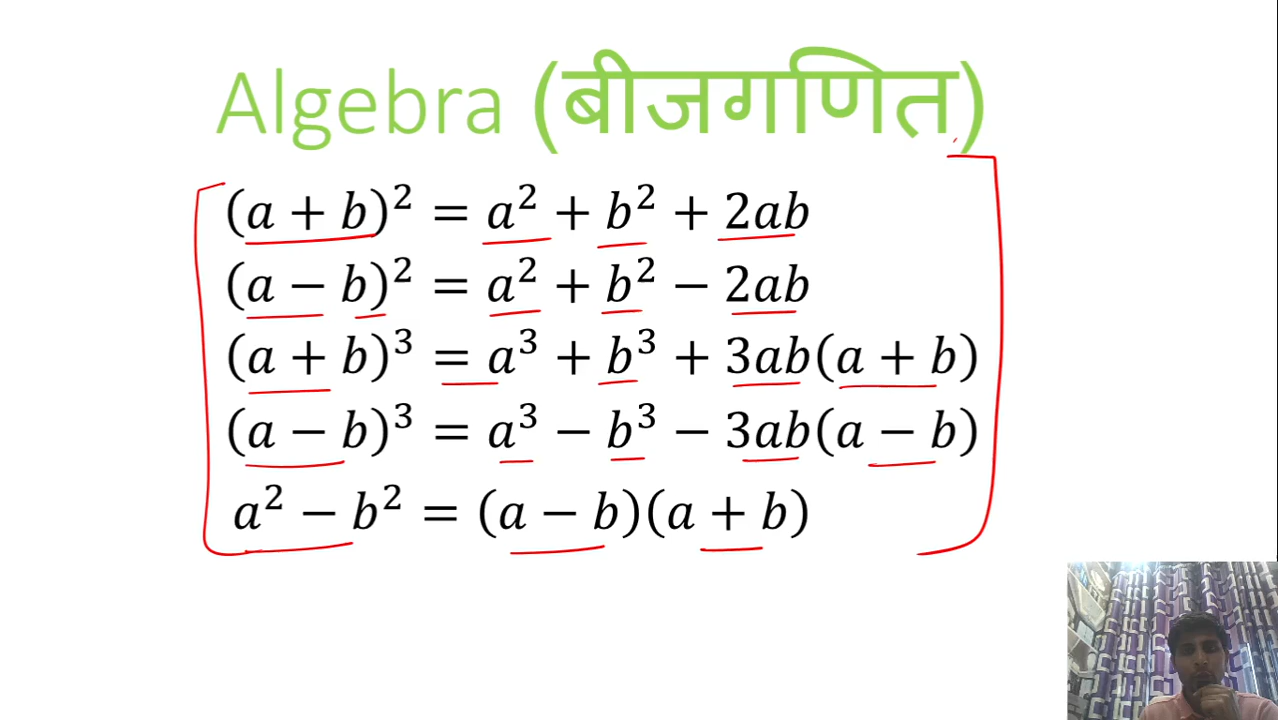 Algebra (बीजगणित)
(a + b)² = a² + b² + 2ab
(a − b)² = a² + b² − 2ab
(a + b)³ = a³ + b³ + 3ab(a + b)
(a − b)³ = a³ − b³ − 3ab(a − b)
a² − b² = (a − b)(a + b)